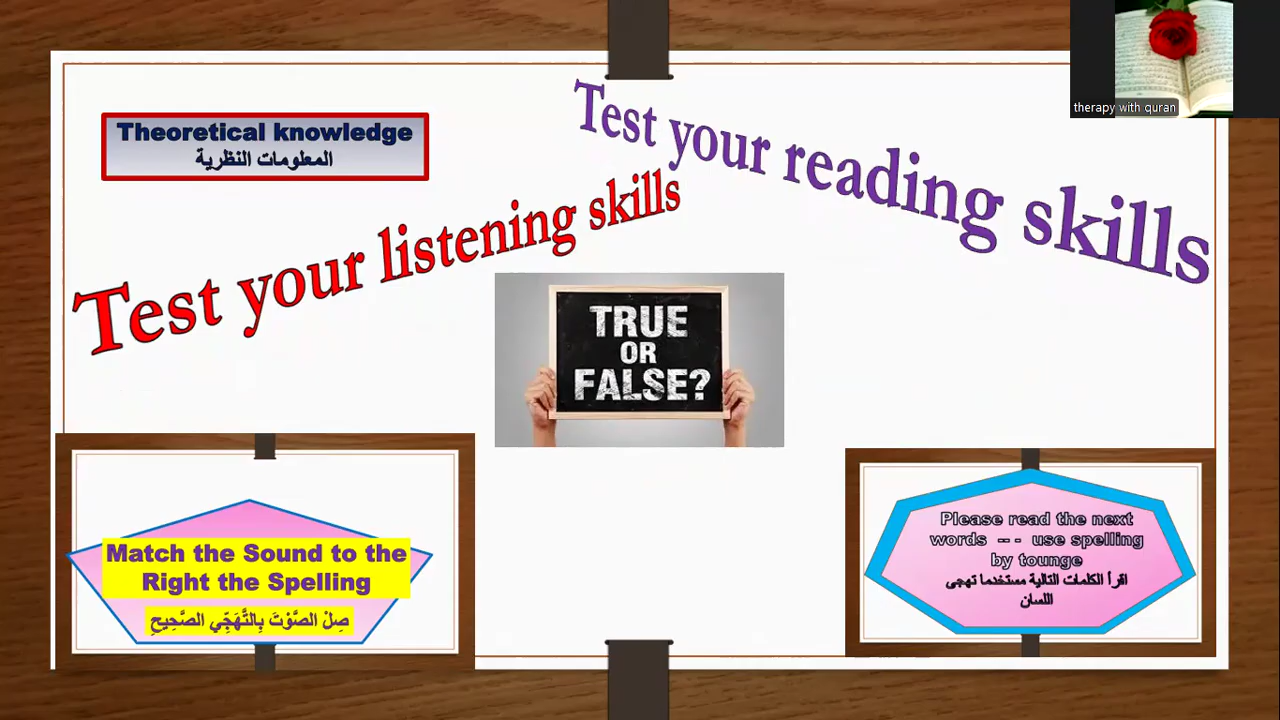 therapy with quran
Theoretical knowledge
المعلومات النظرية
Test your listening skills
Test your reading skills
TRUE
OR
FALSE?
Match the Sound to the
Right the Spelling
صِلْ الصَّوْتَ بِالتَّهَجِّي الصَّحِيحِ
Please read the next
words -- - use spelling
by tounge
اقرأ الكلمات التالية مستخدما تهجى
اللسان